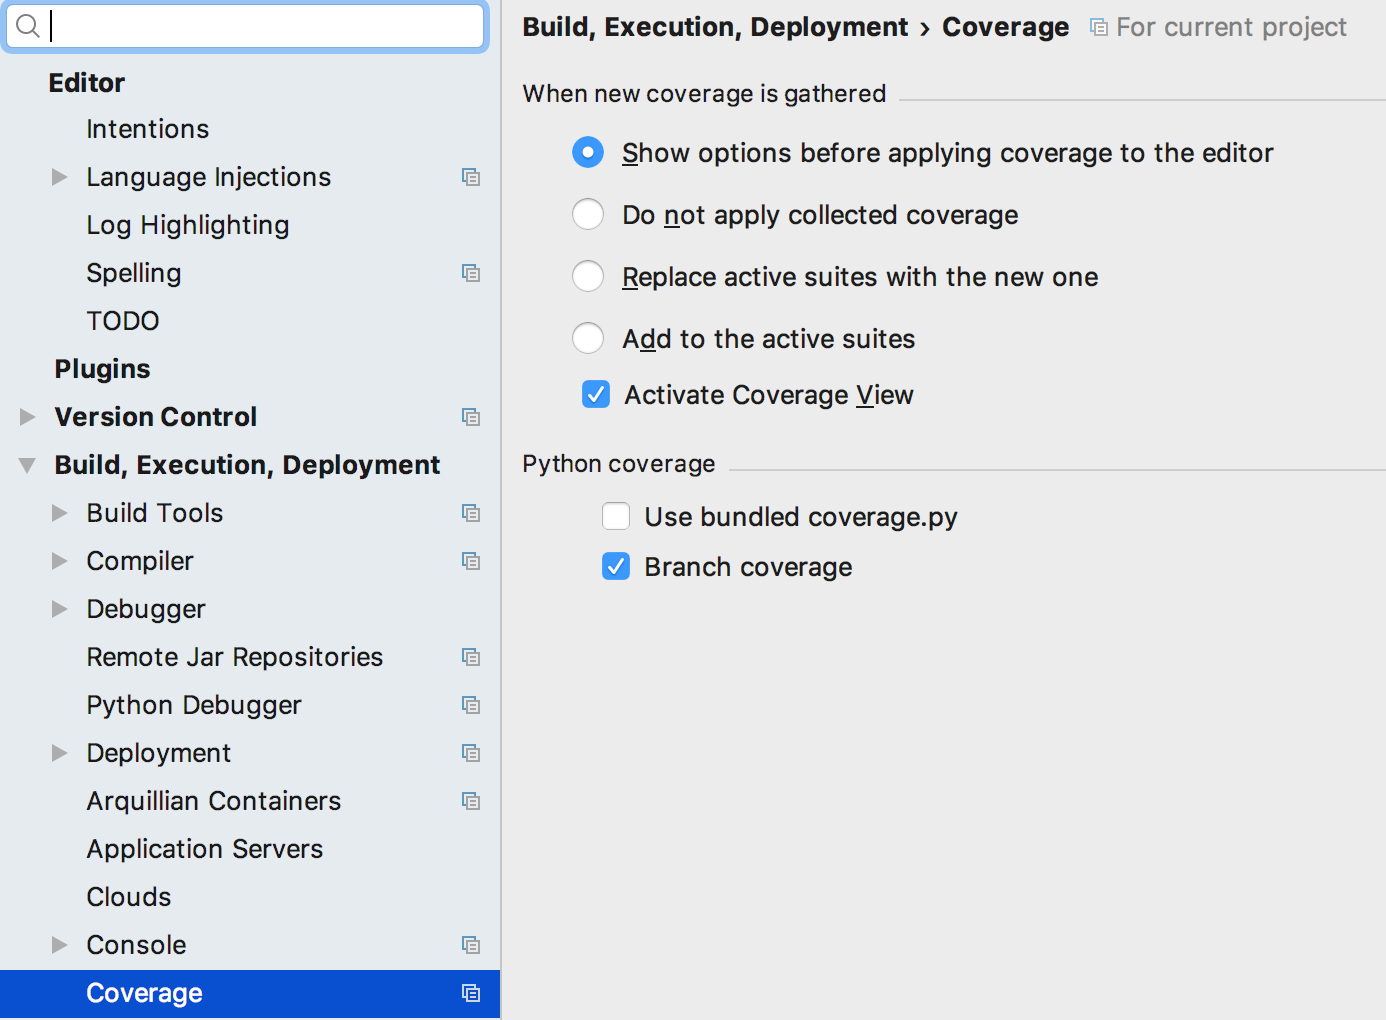 Editor
Intentions
Language Injections
Log Highlighting
Spelling
TODO
Plugins
Version Control
Build, Execution, Deployment
Build Tools
Compiler
Debugger
Remote Jar Repositories
Python Debugger
Deployment
Arquillian Containers
Application Servers
Clouds
Console
Coverage
Build, Execution, Deployment › Coverage For current project
When new coverage is gathered
Show options before applying coverage to the editor
Do not apply collected coverage
Replace active suites with the new one
Add to the active suites
Activate Coverage View
Python coverage
Use bundled coverage.py
Branch coverage